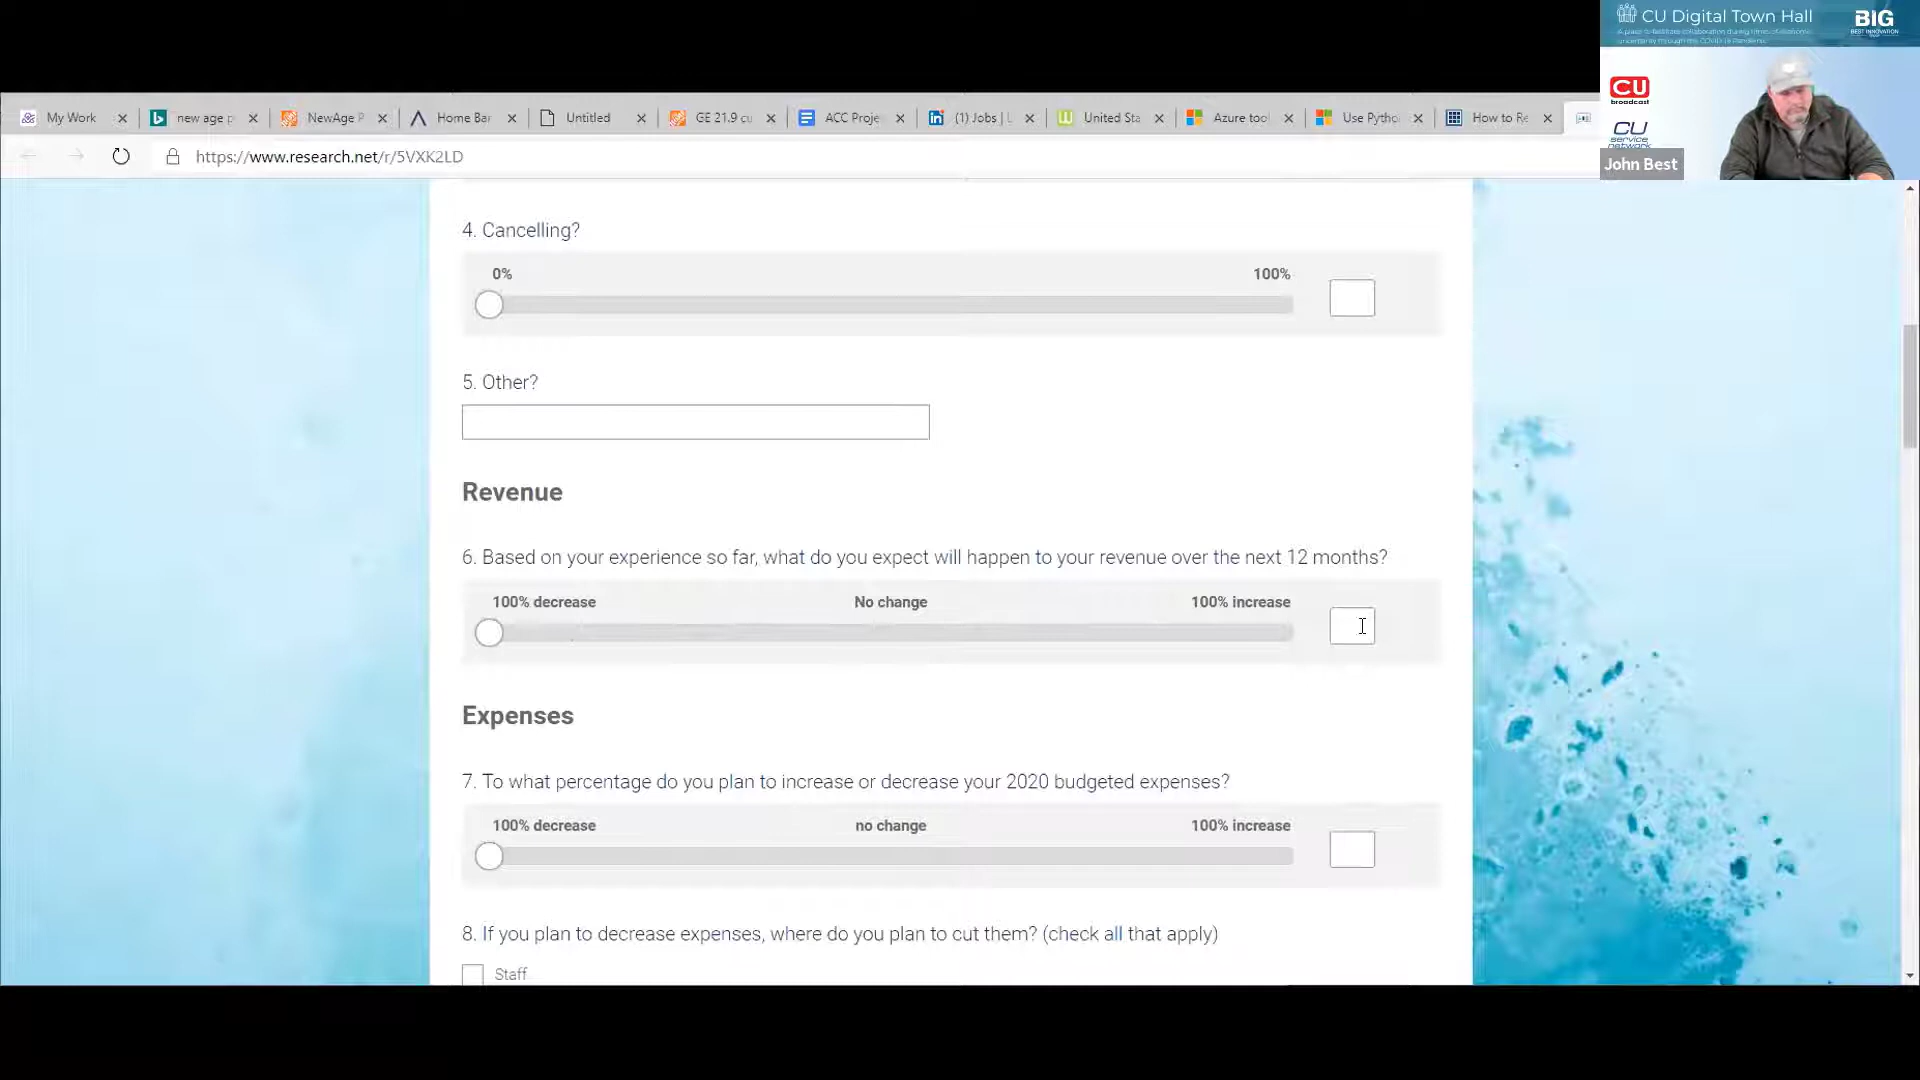 CU Digital Town Hall
BIG
BEST INNOVATION
CU
broadcast
CU
service
network
John Best
My Work
new age p
NewAge P
Home Ban
Untitled
GE 21.9 cu
ACC Proje
(1) Jobs | L
United Sta
Azure tool
Use Pytho
How to Re
https://www.research.net/r/5VXK2LD
4. Cancelling?
0% 100%
5. Other?
Revenue
6. Based on your experience so far, what do you expect will happen to your revenue over the next 12 months?
100% decrease No change 100% increase
Expenses
7. To what percentage do you plan to increase or decrease your 2020 budgeted expenses?
100% decrease no change 100% increase
8. If you plan to decrease expenses, where do you plan to cut them? (check all that apply)
Staff